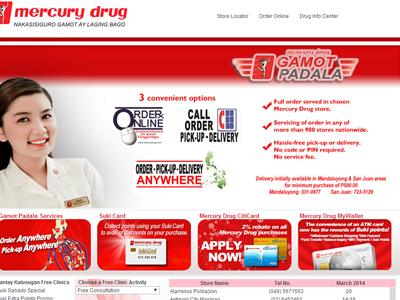 mercury drug
NAKASISIGURO GAMOT AY LAGING BAGO
Store Locator Order Online Drug Info Center
mercury drug
GAMOT
PADALA
3 convenient options
ORDER
ONLINE
CALL
ORDER
PICK-UP - DELIVERY
ORDER - PICK-UP - DELIVERY
ANYWHERE
Full order served in chosen
Mercury Drug store.
Servicing of order in any of
more than 900 stores nationwide.
Hassle-free pick-up or delivery.
No code or PIN required.
No service fee.
Delivery initially available in Mandaluyong & San Juan areas
for minimum purchase of P500.00
Mandaluyong: 531-0877 San Juan: 723-3129
Gamot Padala Services
Suki Card
Mercury Drug CitiCard
Mercury Drug MyWallet
Order Anywhere
Pick-up Anywhere
Collect points using your Suki Card
to avail of discounts on your purchase.
mercury drug
Suki Card
2% rebate on all
Mercury Drug purchases
APPLY
NOW!
The convenience of an ATM card
now has the rewards of Suki points!
Kalusugan Free Clinics
Suki Sabado Special
Suki Extra Points Promo
Choose a Free Clinic Activity
Free Consultation
Store Name Tel No. March 2014
Alaminos Poblacion (049) 5671563 20